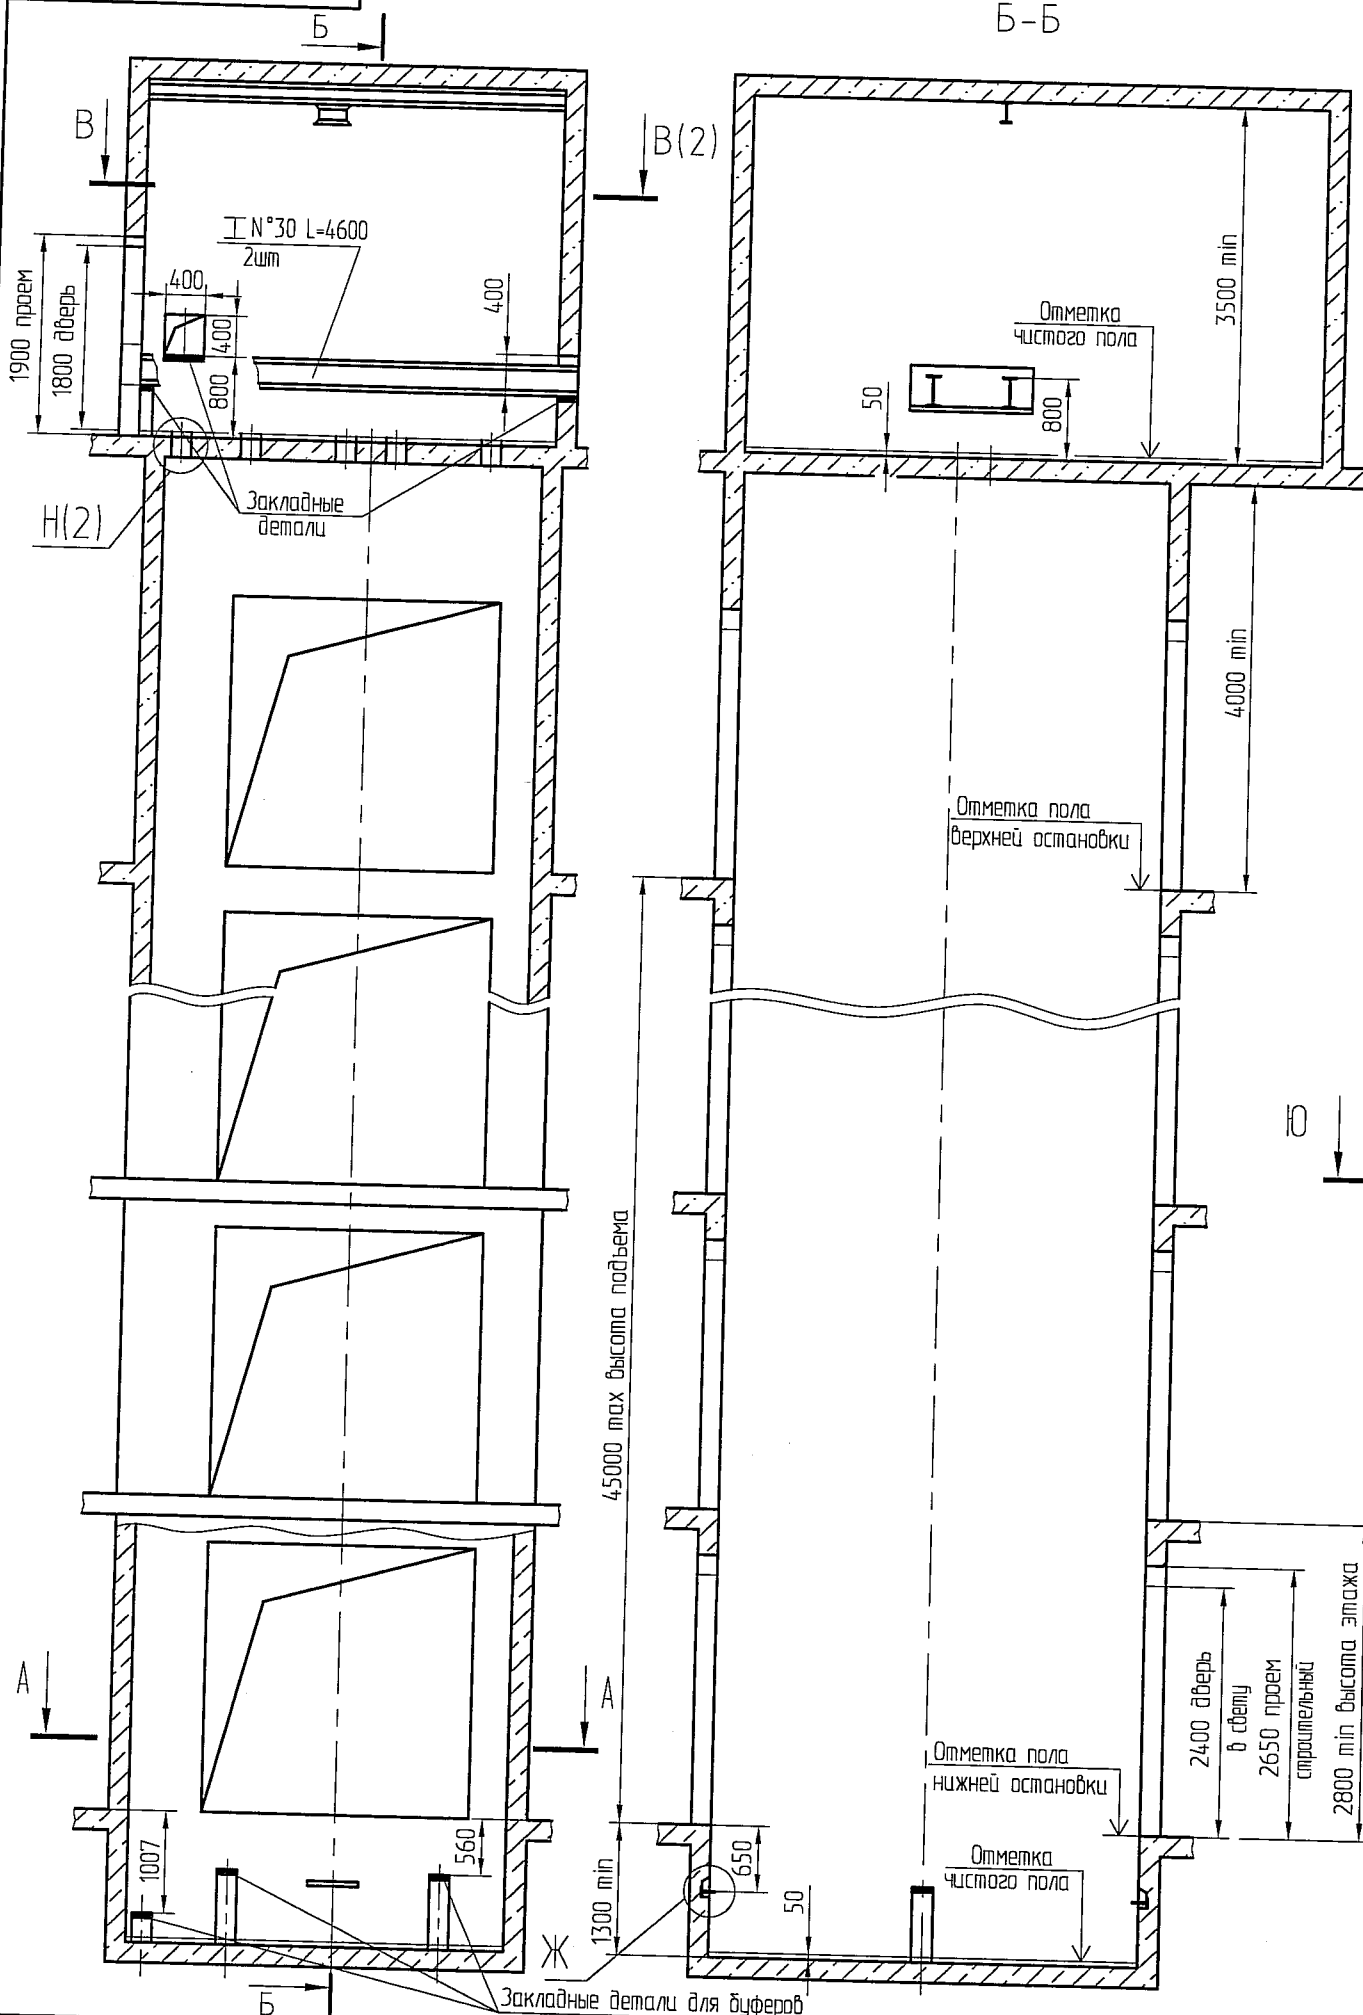 Б
Б-Б
В
В(2)
I N°30 L=4600
2шт
400
400
800
400
1900 проем
1800 дверь
Н(2)
Закладные
детали
3500 min
Отметка
чистого пола
50
800
4000 min
Отметка пола
верхней остановки
45000 max высота подъема
Ю
А
А
2400 дверь
в свету
2650 проем
строительный
2800 min высота этажа
Отметка пола
нижней остановки
1007
560
1300 min
650
50
Отметка
чистого пола
Ж
Б
Закладные детали для буферов